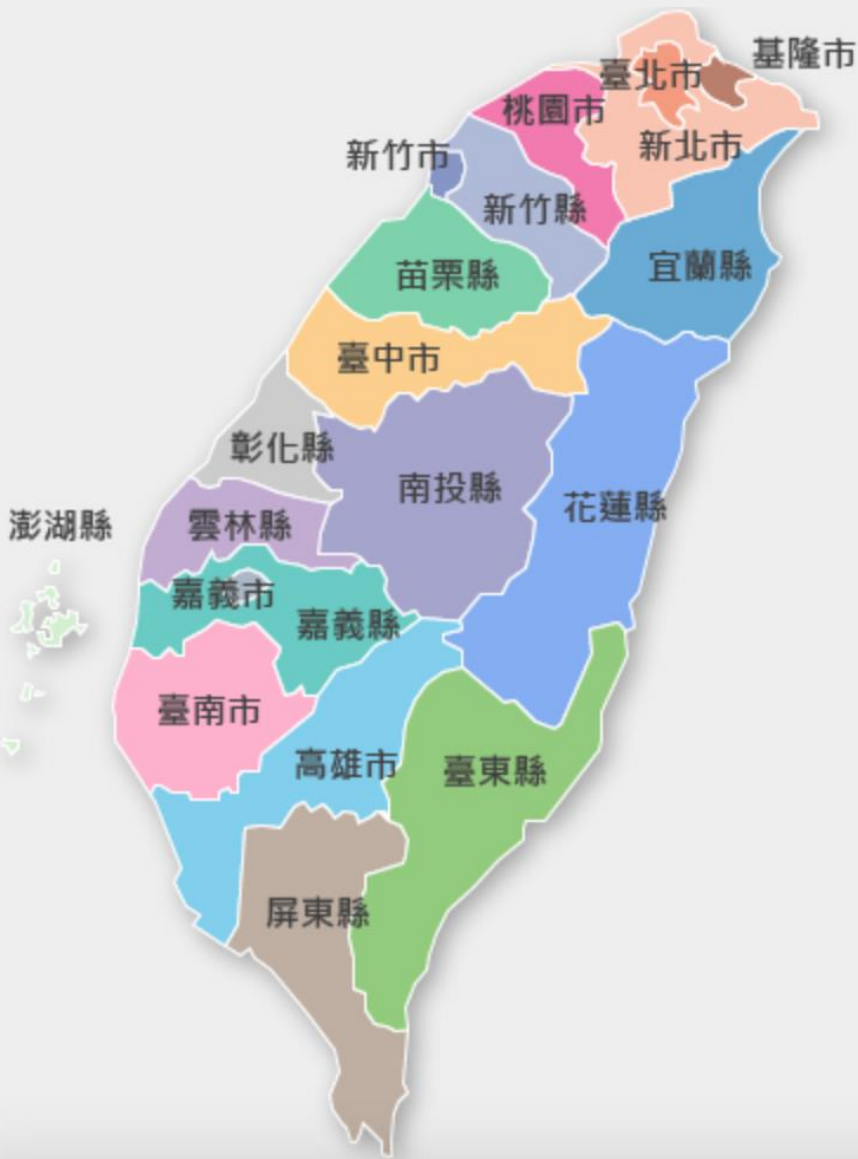 基隆市
臺北市
桃園市
新北市
新竹市
新竹縣
宜蘭縣
苗栗縣
臺中市
彰化縣
南投縣
花蓮縣
澎湖縣
雲林縣
嘉義市
嘉義縣
臺南市
高雄市
臺東縣
屏東縣